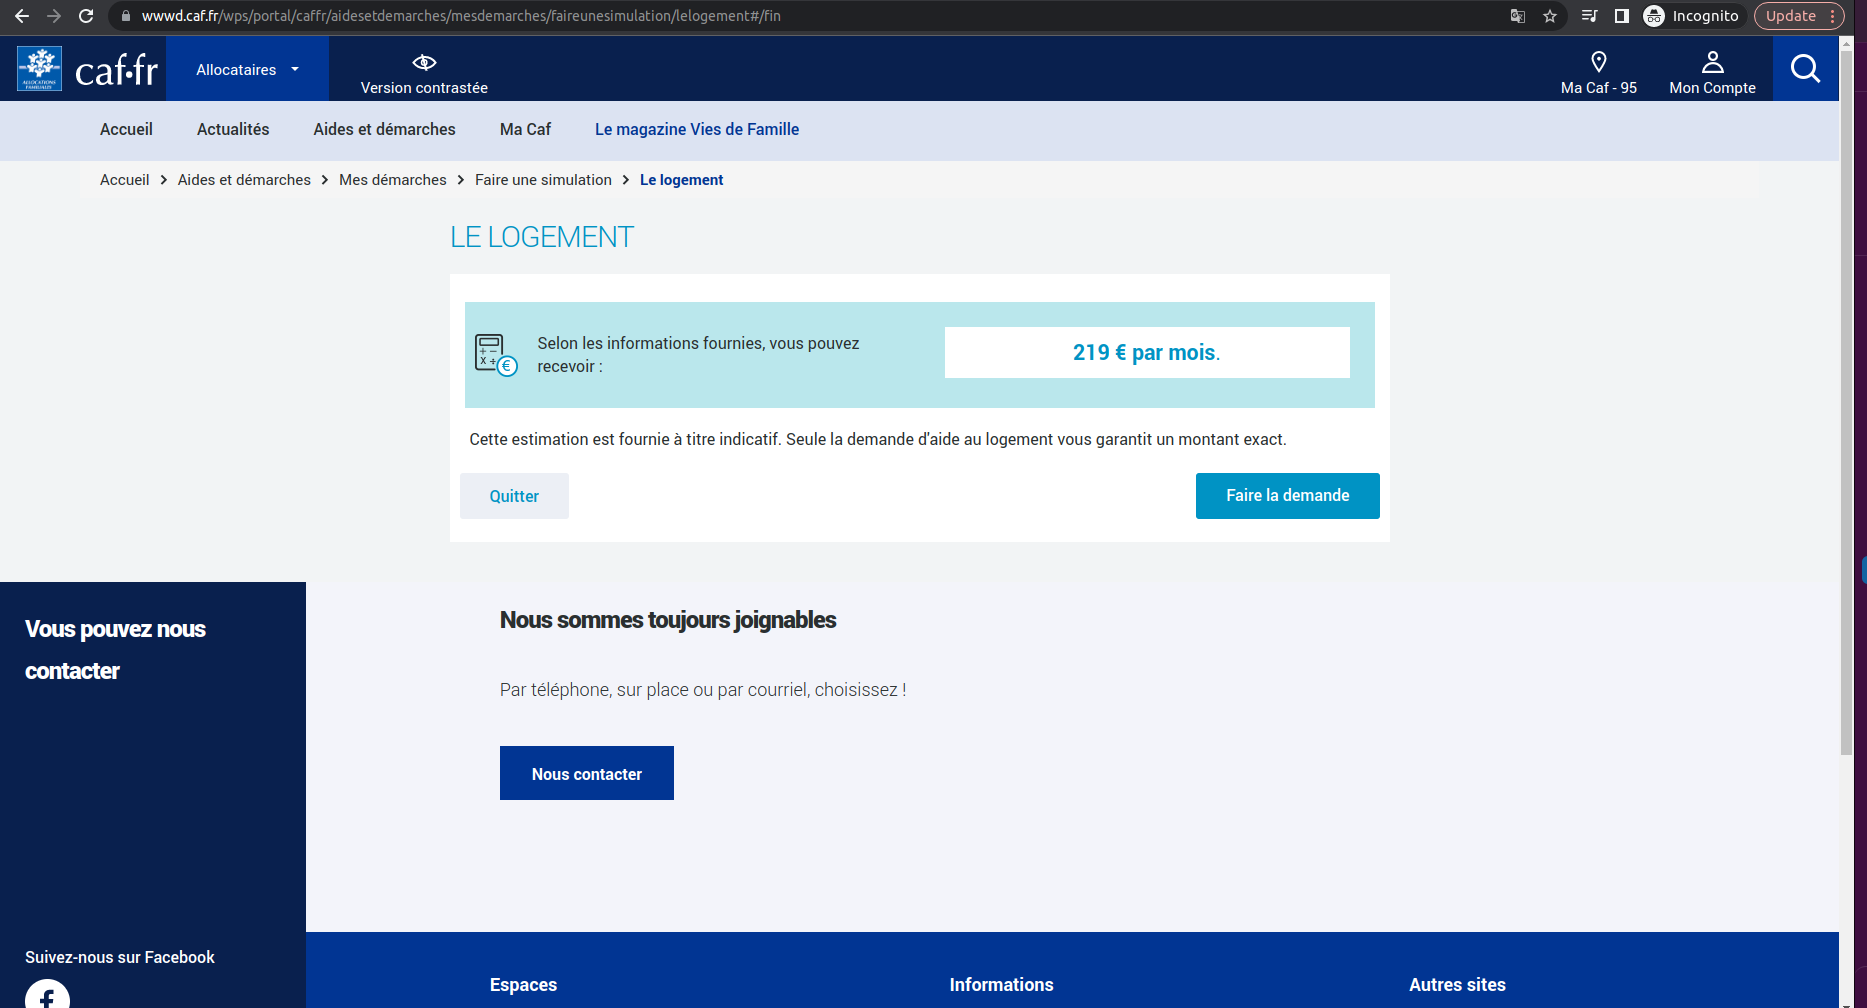 wwwd.caf.fr/wps/portal/caffr/aidesetdemarches/mesdemarches/faireunesimulation/lelogement#/fin
Incognito
Update
ALLOCATIONS
FAMILIALES
caf.fr
Allocataires
Version contrastée
Ma Caf - 95
Mon Compte
Accueil
Actualités
Aides et démarches
Ma Caf
Le magazine Vies de Famille
Accueil > Aides et démarches > Mes démarches > Faire une simulation > Le logement
LE LOGEMENT
Selon les informations fournies, vous pouvez
recevoir :
219 € par mois.
Cette estimation est fournie à titre indicatif. Seule la demande d'aide au logement vous garantit un montant exact.
Quitter
Faire la demande
Vous pouvez nous
contacter
Nous sommes toujours joignables
Par téléphone, sur place ou par courriel, choisissez !
Nous contacter
Suivez-nous sur Facebook
Espaces
Informations
Autres sites